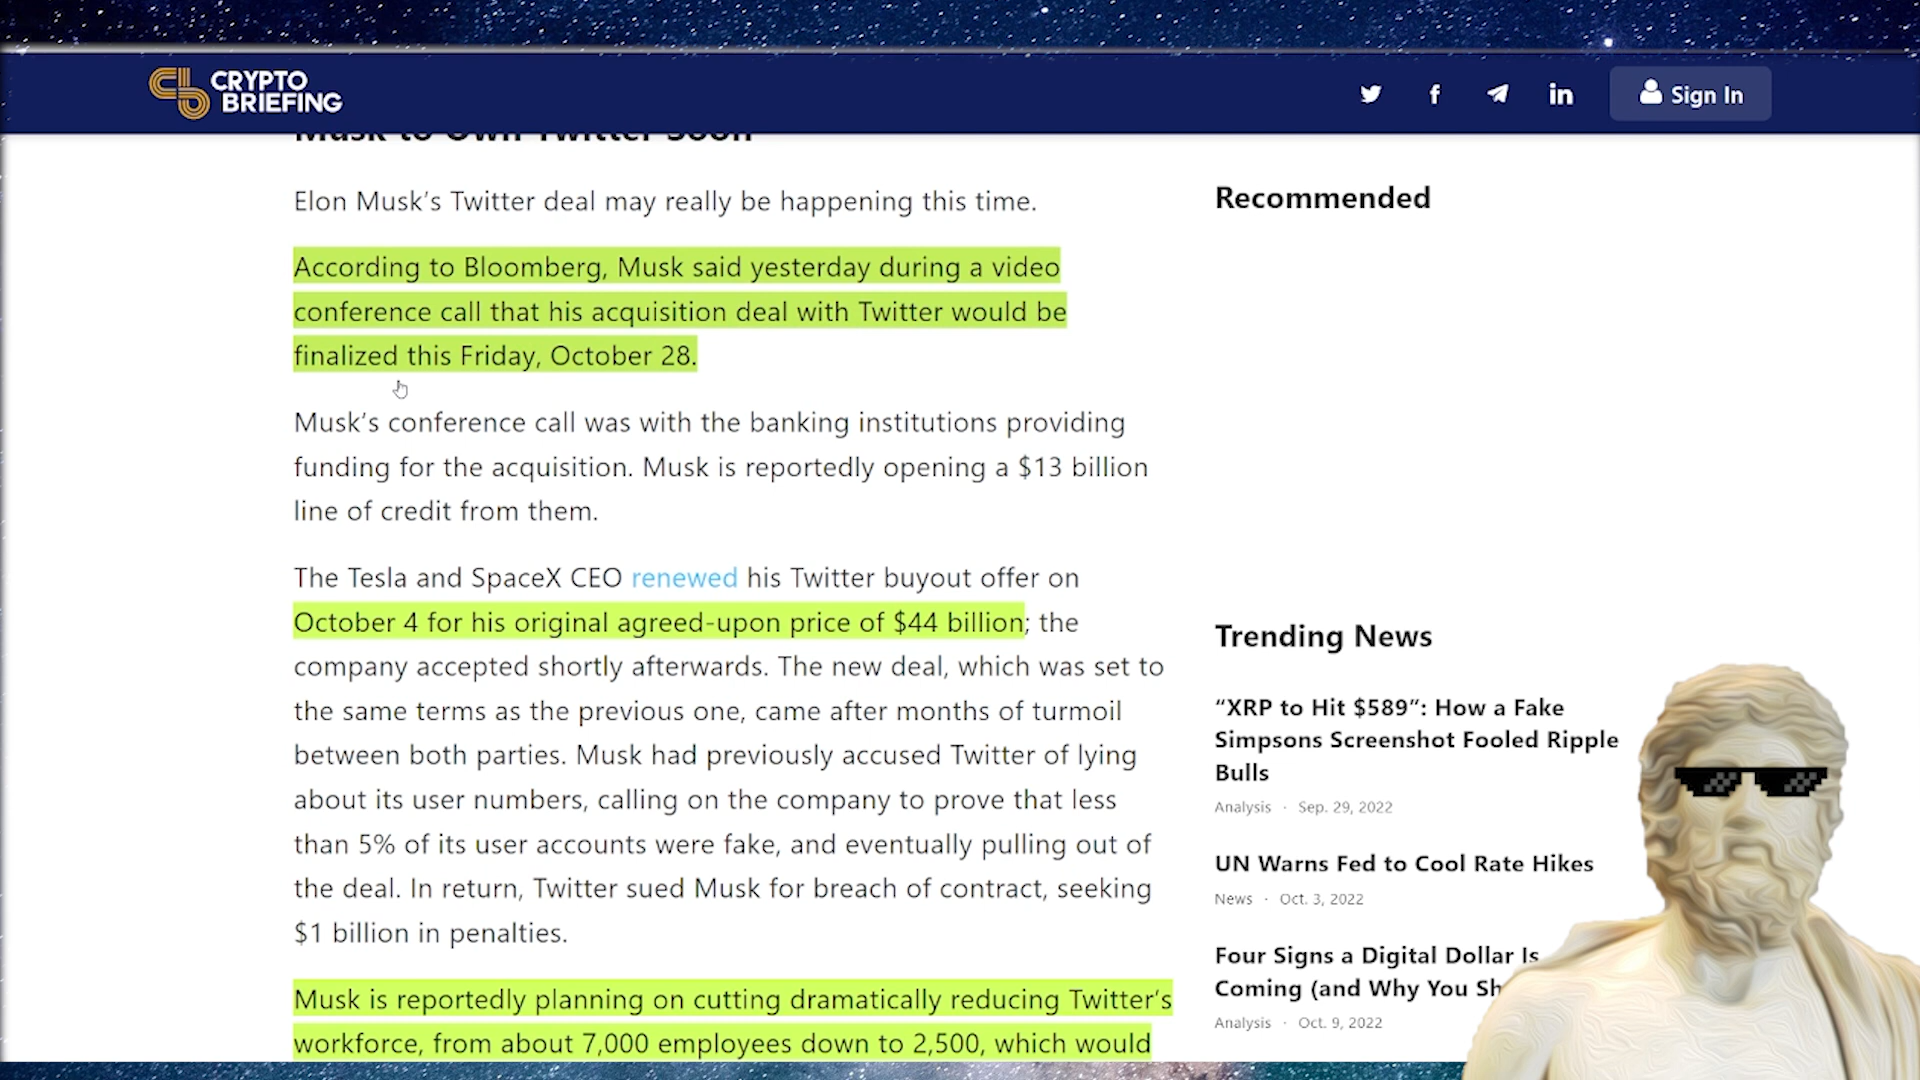 CRYPTO
BRIEFING
Sign In
Musk to Own Twitter Soon
Elon Musk’s Twitter deal may really be happening this time.
According to Bloomberg, Musk said yesterday during a video
conference call that his acquisition deal with Twitter would be
finalized this Friday, October 28.
Musk’s conference call was with the banking institutions providing
funding for the acquisition. Musk is reportedly opening a $13 billion
line of credit from them.
The Tesla and SpaceX CEO renewed his Twitter buyout offer on
October 4 for his original agreed-upon price of $44 billion; the
company accepted shortly afterwards. The new deal, which was set to
the same terms as the previous one, came after months of turmoil
between both parties. Musk had previously accused Twitter of lying
about its user numbers, calling on the company to prove that less
than 5% of its user accounts were fake, and eventually pulling out of
the deal. In return, Twitter sued Musk for breach of contract, seeking
$1 billion in penalties.
Musk is reportedly planning on cutting dramatically reducing Twitter’s
workforce, from about 7,000 employees down to 2,500, which would
Recommended
Trending News
“XRP to Hit $589”: How a Fake
Simpsons Screenshot Fooled Ripple
Bulls
Analysis · Sep. 29, 2022
UN Warns Fed to Cool Rate Hikes
News · Oct. 3, 2022
Four Signs a Digital Dollar Is
Coming (and Why You Sh
Analysis · Oct. 9, 2022